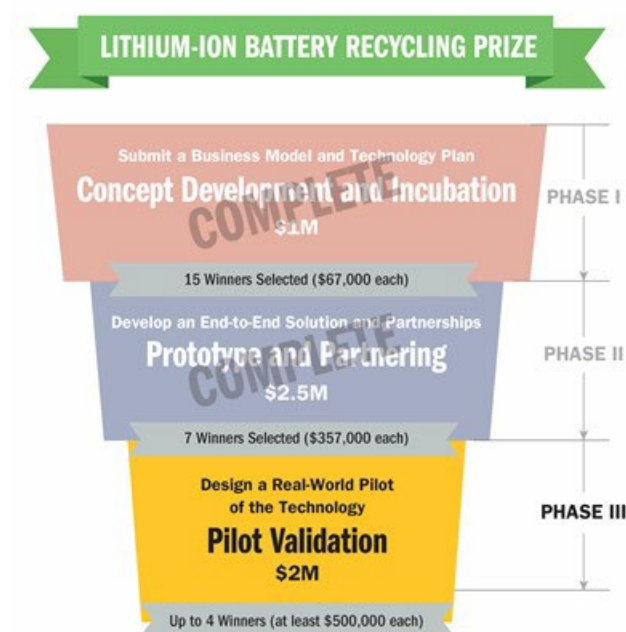 LITHIUM-ION BATTERY RECYCLING PRIZE
Submit a Business Model and Technology Plan
Concept Development and Incubation
$1M
COMPLETE
PHASE I
15 Winners Selected ($67,000 each)
Develop an End-to-End Solution and Partnerships
Prototype and Partnering
$2.5M
COMPLETE
PHASE II
7 Winners Selected ($357,000 each)
Design a Real-World Pilot
of the Technology
Pilot Validation
$2M
PHASE III
Up to 4 Winners (at least $500,000 each)